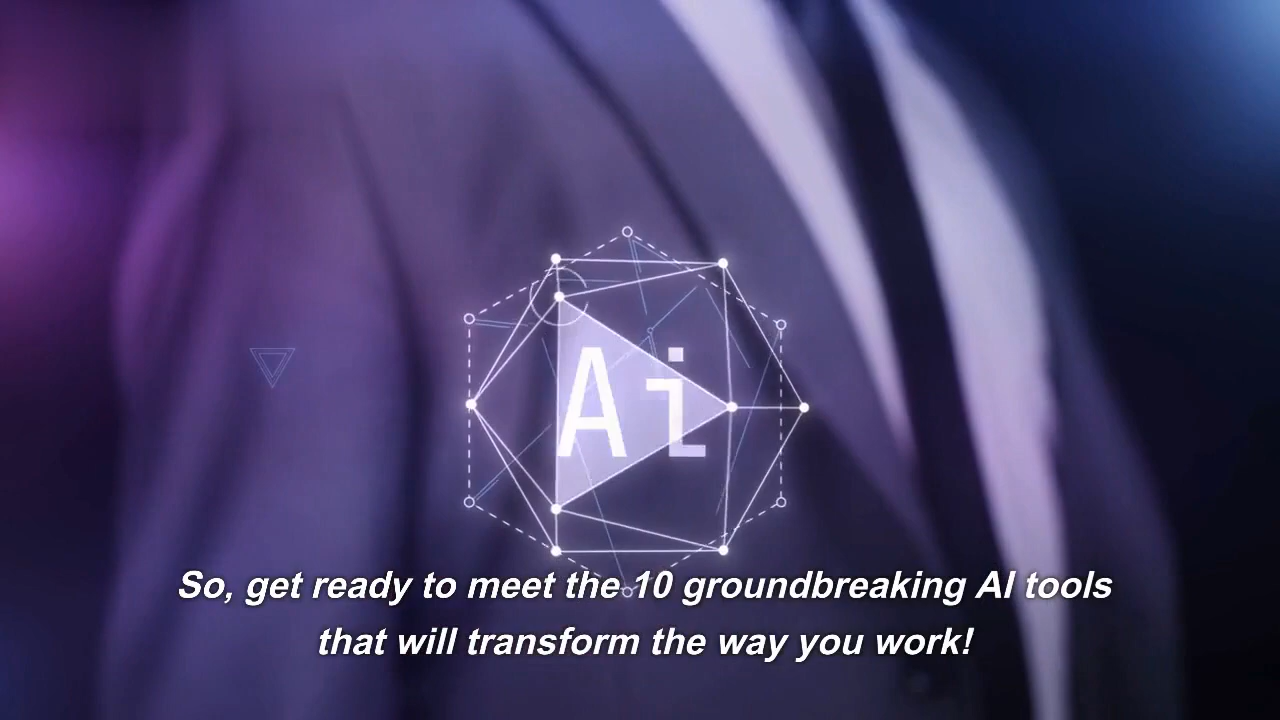 Ai
So, get ready to meet the 10 groundbreaking AI tools
that will transform the way you work!